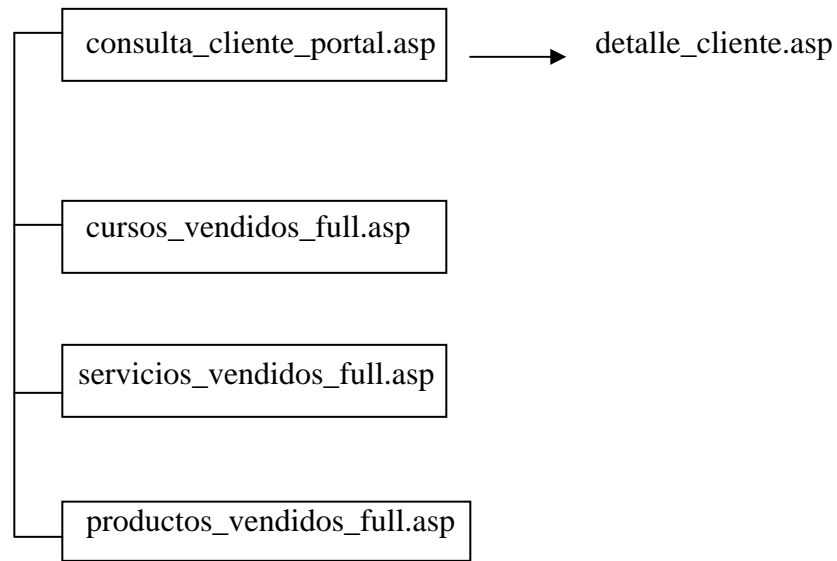 consulta_cliente_portal.asp
detalle_cliente.asp
cursos_vendidos_full.asp
servicios_vendidos_full.asp
productos_vendidos_full.asp